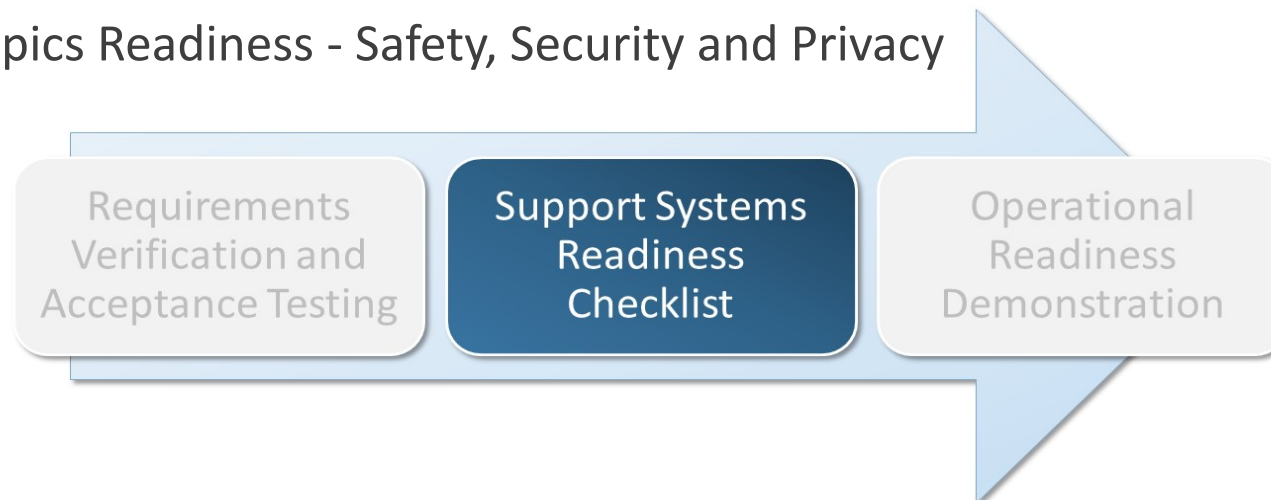 pics Readiness - Safety, Security and Privacy
Requirements
Verification and
Acceptance Testing
Support Systems
Readiness
Checklist
Operational
Readiness
Demonstration